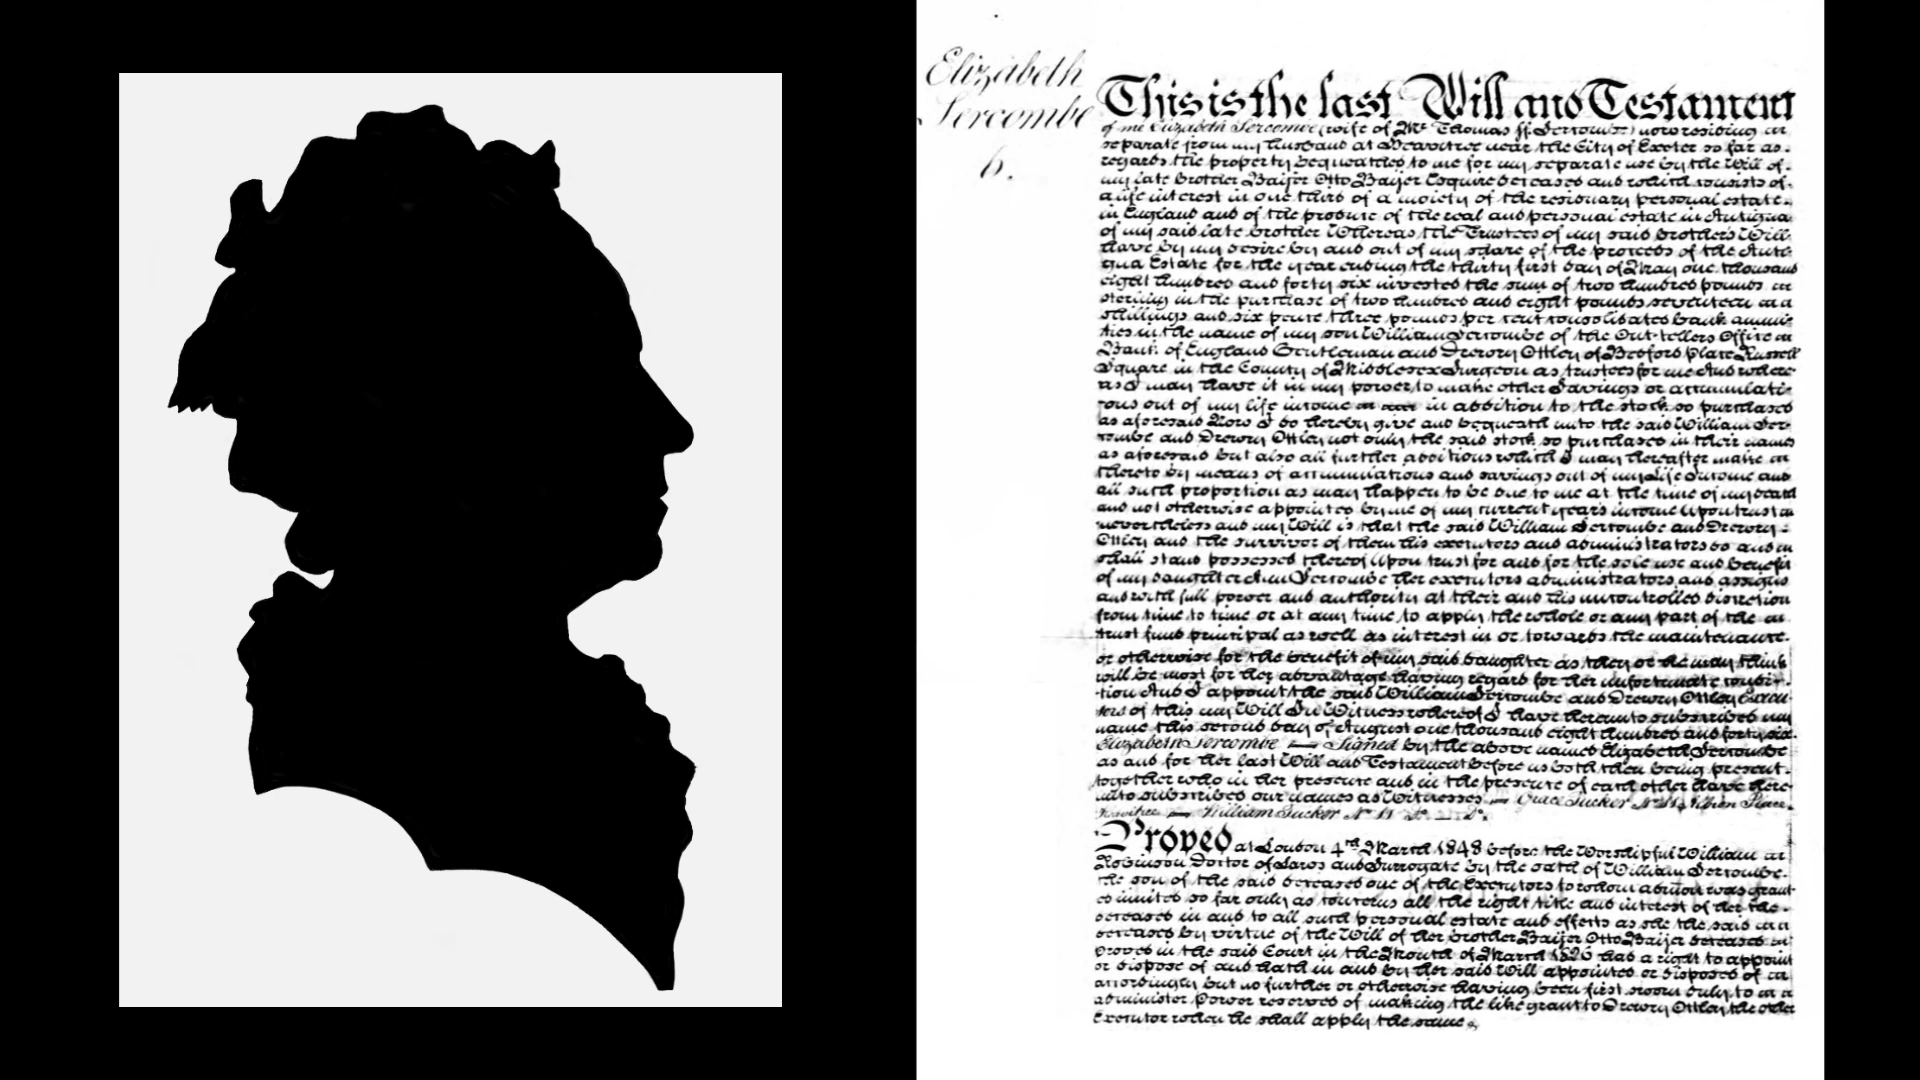 Elizabeth
Sercombe
6.
This is the last Will and Testament
of me Elizabeth Sercombe (wife of Mr Thomas ff Sercombe) now residing
separate from my husband at Heavitree near the City of Exeter so far as
regards the property bequeathed to me for my separate use by the Will of
my late brother Baijer Otto Baijer Esquire deceased and which consists of
a life interest in one third of a moiety of the residuary personal estate
in England and of the produce of the real and personal estate in Antigua
of my said late brother Whereas the Trustees of my said brothers Will
have by my desire by and out of my share of the proceeds of the Anti
gua Estate for the year ending the thirty first day of May one thousand
eight hundred and forty six invested the sum of two hundred pounds
sterling in the purchase of two hundred and eight pounds seventeen
shillings and six pence three pounds per cent consolidated bank annui
ties in the name of my son William Sercombe of the Out-tellers Office
Bank of England Gentleman and Drewry Ottley of Bedford Place Russell
Square in the County of Middlesex Surgeon as trustees for me And where
as I may have it in my power to make other Savings or accumulati
ons out of my life income in addition to the stock so purchased
as aforesaid Now I do hereby give and bequeath unto the said William Ser
combe and Drewry Ottley not only the said stock so purchased in their names
as aforesaid but also all further additions which I may hereafter make
thereto by means of accumulations and savings out of my Life Income and
all such proportion as may happen to be due to me at the time of my death
and not otherwise appointed by me of my current years income Upon trust
nevertheless and my Will is that the said William Sercombe and Drewry
Ottley and the survivor of them his executors and administrators do and
shall stand possessed thereof Upon trust for and for the sole use and benefit
of my daughter Ann Sercombe her executors administrators and assigns
and with full power and authority at their and his uncontrolled discretion
from time to time or at any time to apply the whole or any part of the
trust fund principal as well as interest in or towards the maintenance
or otherwise for the benefit of my said daughter as they or he may think
will be most for her advantage having regard for her unfortunate condi
tion And I appoint the said William Sercombe and Drewry Ottley Execu
tors of this my Will In Witness whereof I have hereunto subscribed my
name this second day of August one thousand eight hundred and forty six
Elizabeth Sercombe — Signed by the above named Elizabeth Sercombe
as and for her last Will and Testament before us both then being present
together who in her presence and in the presence of each other have here
unto subscribed our names as Witnesses — Grace Tucker No 11 Place
Heavitree — William Tucker No 11 Do — Do
Proved at London 4th March 1848 before the Worshipful William
Robinson Doctor of Laws and Surrogate by the oath of William Sercombe
the son of the said deceased one of the Executors to whom admon was grant
ed limited so far only as concerns all the right title and interest of her the
deceased in and to all such personal estate and effects as she the said
deceased by virtue of the Will of her brother Baijer Otto Baijer deceased
proved in the said Court in the Month of March 1826 had a right to appoint
or dispose of and hath in and by her said Will appointed or disposed of
accordingly but no further or otherwise having been first sworn duly to
administer Power reserved of making the like grant to Drewry Ottley the other
Executor when he shall apply the same.